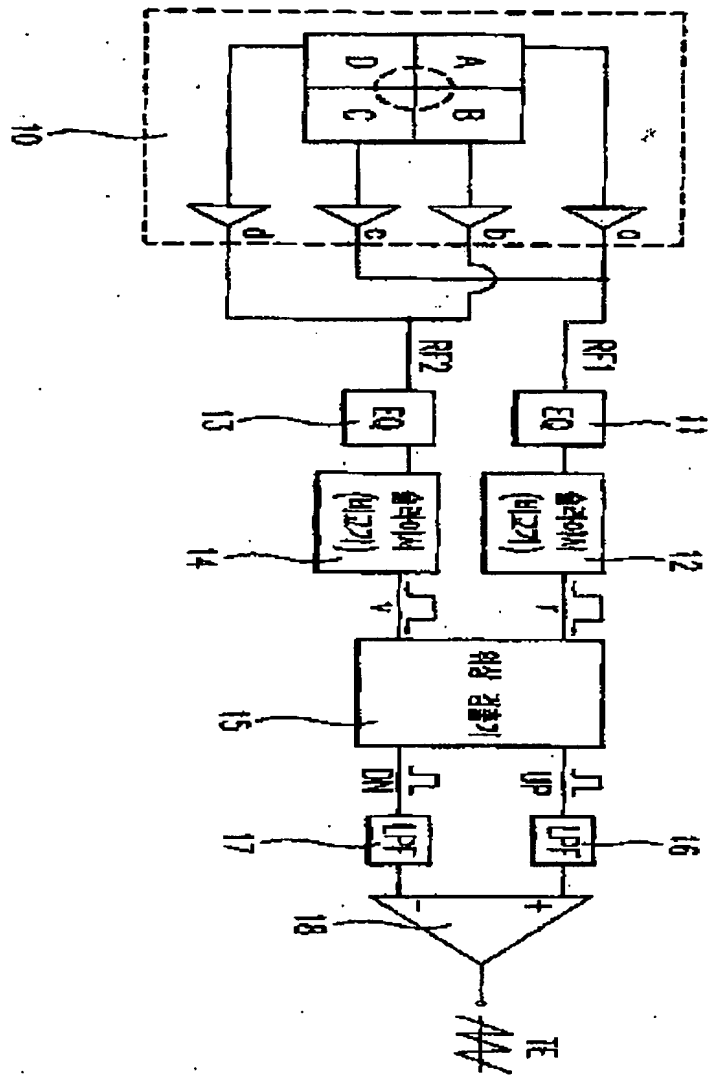 11
12
16
A
B
D
C
a
b
c
d
10
RF1
EQ
슬라이서
(비교기)
r
UP
LPF
RF2
EQ
슬라이서
(비교기)
v
위상 검출기
DN
LPF
+
-
TE
13
14
15
17
18